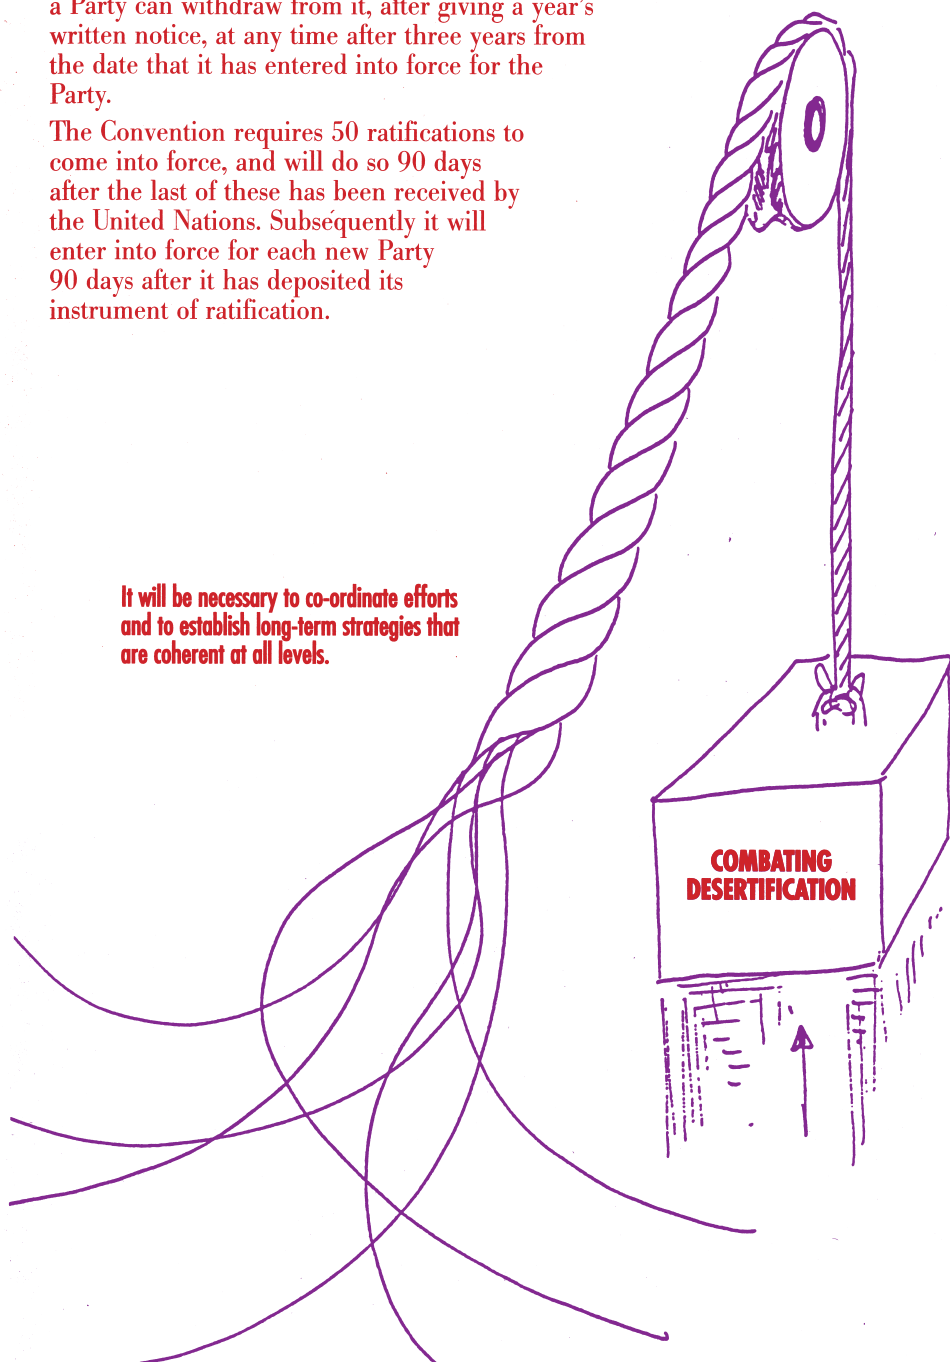 a Party can withdraw from it, after giving a year's
written notice, at any time after three years from
the date that it has entered into force for the
Party.
The Convention requires 50 ratifications to
come into force, and will do so 90 days
after the last of these has been received by
the United Nations. Subséquently it will
enter into force for each new Party
90 days after it has deposited its
instrument of ratification.
It will be necessary to co-ordinate efforts
and to establish long-term strategies that
are coherent at all levels.
COMBATING
DESERTIFICATION